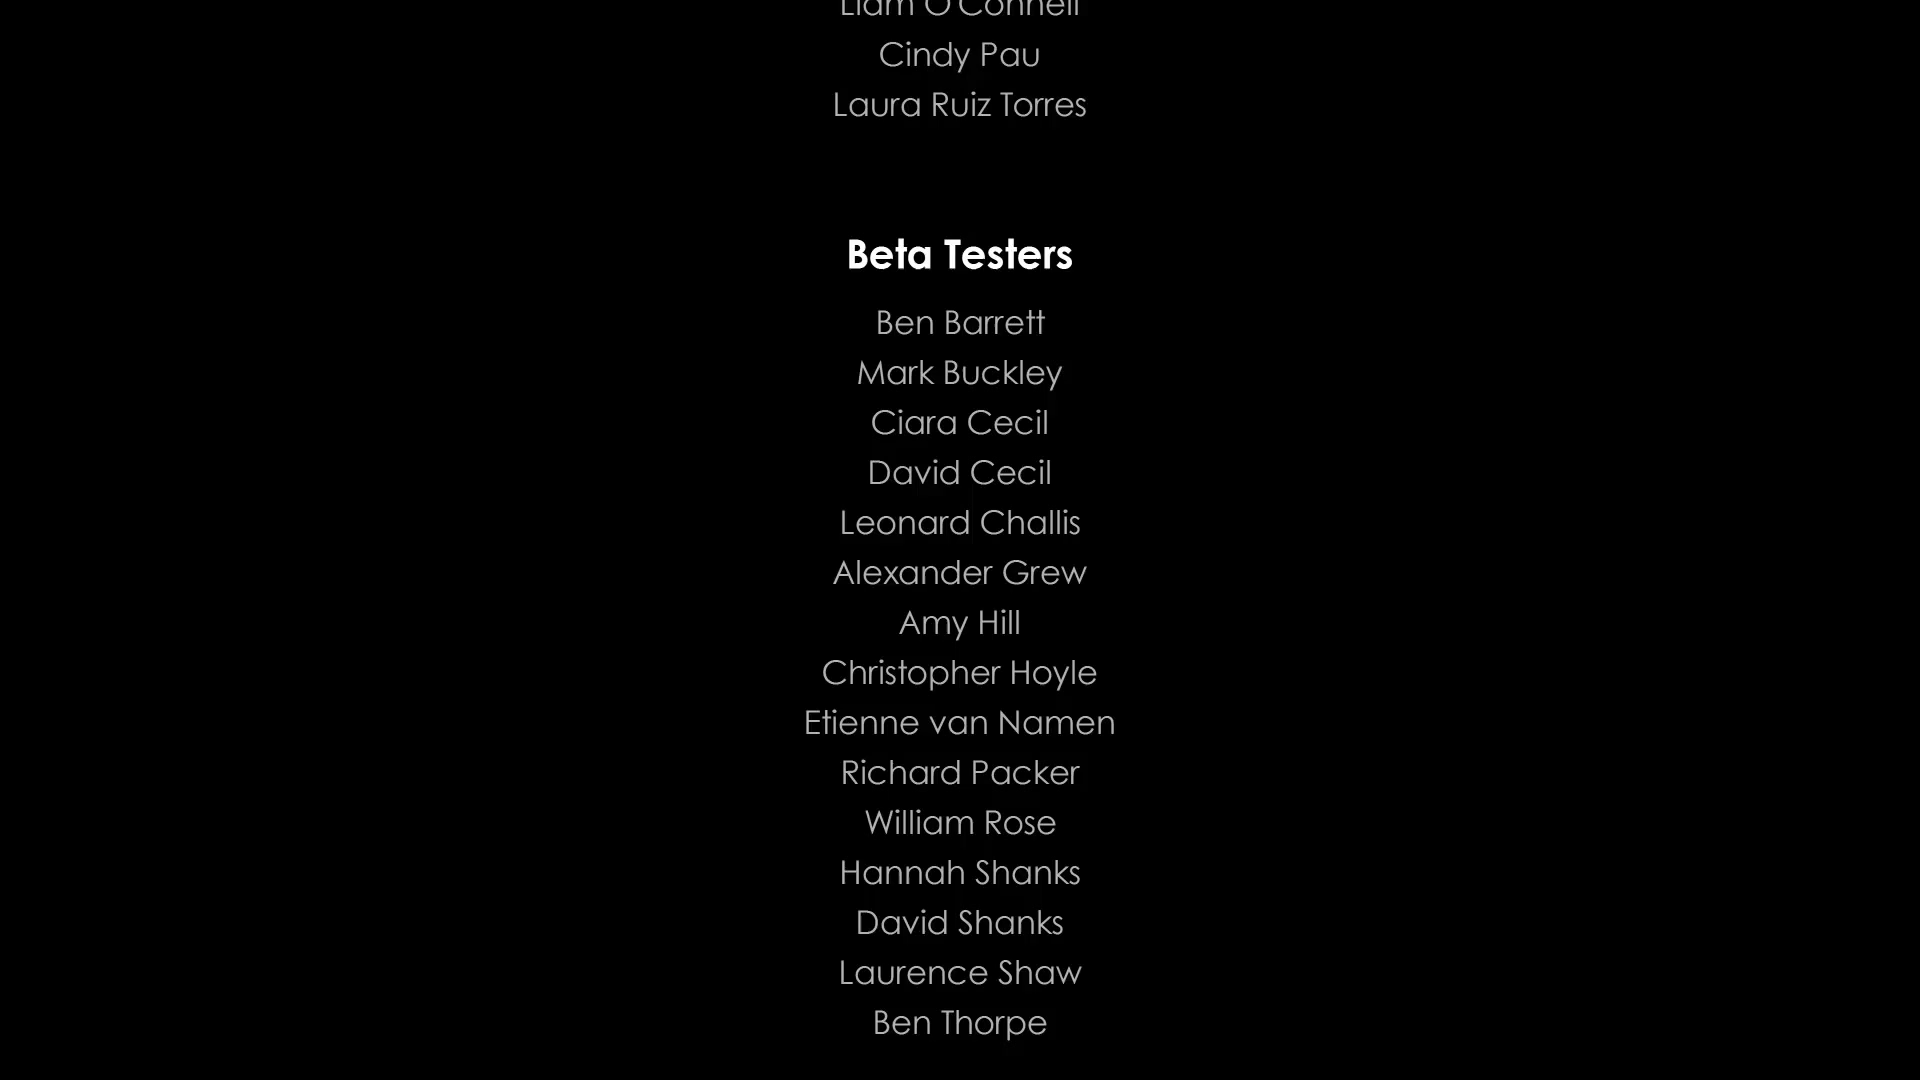 Liam O'Connell
Cindy Pau
Laura Ruiz Torres
Beta Testers
Ben Barrett
Mark Buckley
Ciara Cecil
David Cecil
Leonard Challis
Alexander Grew
Amy Hill
Christopher Hoyle
Etienne van Namen
Richard Packer
William Rose
Hannah Shanks
David Shanks
Laurence Shaw
Ben Thorpe